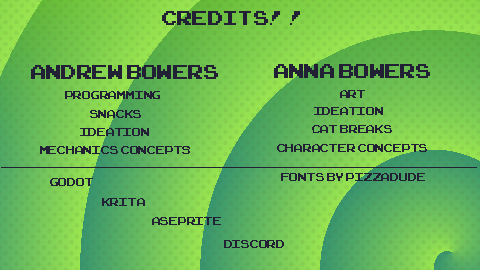 CREDITS!!
ANDREW BOWERS
PROGRAMMING
SNACKS
IDEATION
MECHANICS CONCEPTS
ANNA BOWERS
ART
IDEATION
CAT BREAKS
CHARACTER CONCEPTS
GODOT
KRITA
ASEPRITE
DISCORD
FONTS BY PIZZADUDE